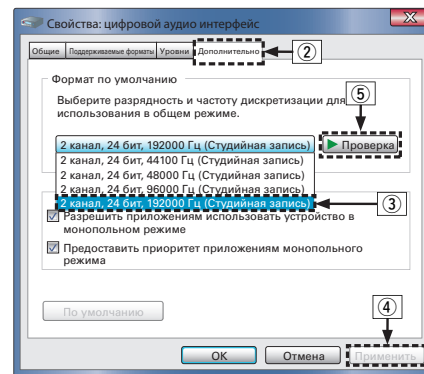 Свойства: цифровой аудио интерфейс
Общие Поддерживаемые форматы Уровни Дополнительно
2
Формат по умолчанию
5
Выберите разрядность и частоту дискретизации для
использования в общем режиме.
2 канал, 24 бит, 192000 Гц (Студийная запись) Проверка
2 канал, 24 бит, 44100 Гц (Студийная запись)
2 канал, 24 бит, 48000 Гц (Студийная запись)
2 канал, 24 бит, 96000 Гц (Студийная запись)
2 канал, 24 бит, 192000 Гц (Студийная запись)
3
Разрешить приложениям использовать устройство в
монопольном режиме
Предоставить приоритет приложениям монопольного
режима
По умолчанию
4
OK Отмена Применить